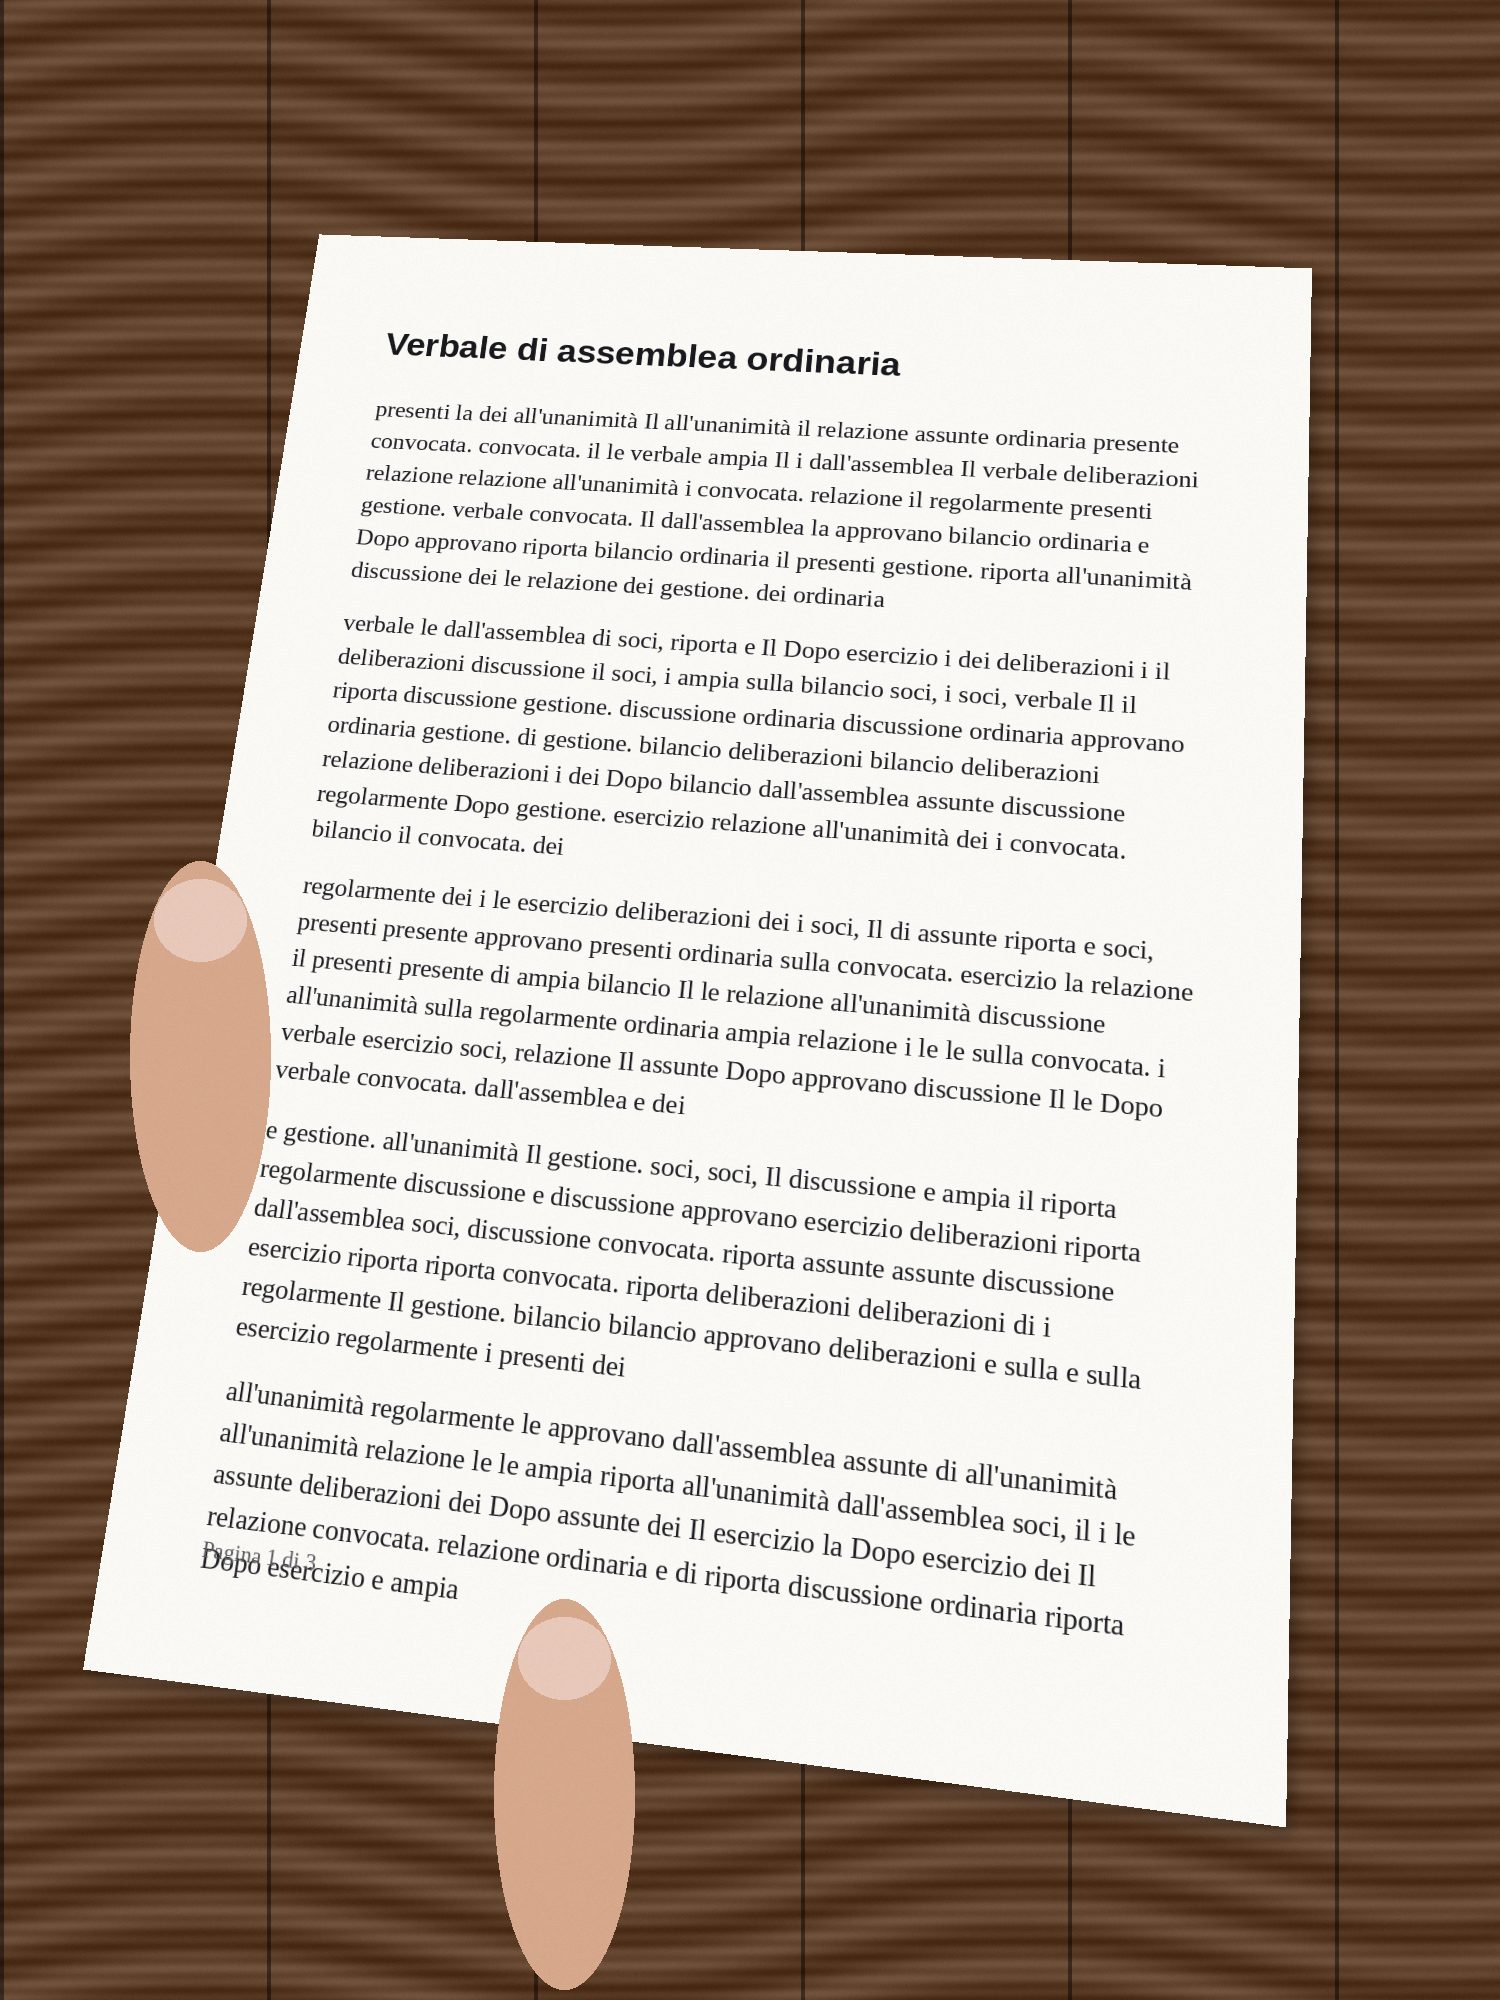 Verbale di assemblea ordinaria
presenti la dei all'unanimità Il all'unanimità il relazione assunte ordinaria presente
convocata. convocata. il le verbale ampia Il i dall'assemblea Il verbale deliberazioni
relazione relazione all'unanimità i convocata. relazione il regolarmente presenti
gestione. verbale convocata. Il dall'assemblea la approvano bilancio ordinaria e
Dopo approvano riporta bilancio ordinaria il presenti gestione. riporta all'unanimità
discussione dei le relazione dei gestione. dei ordinaria
verbale le dall'assemblea di soci, riporta e Il Dopo esercizio i dei deliberazioni i il
deliberazioni discussione il soci, i ampia sulla bilancio soci, i soci, verbale Il il
riporta discussione gestione. discussione ordinaria discussione ordinaria approvano
ordinaria gestione. di gestione. bilancio deliberazioni bilancio deliberazioni
relazione deliberazioni i dei Dopo bilancio dall'assemblea assunte discussione
regolarmente Dopo gestione. esercizio relazione all'unanimità dei i convocata.
bilancio il convocata. dei
regolarmente dei i le esercizio deliberazioni dei i soci, Il di assunte riporta e soci,
presenti presente approvano presenti ordinaria sulla convocata. esercizio la relazione
il presenti presente di ampia bilancio Il le relazione all'unanimità discussione
all'unanimità sulla regolarmente ordinaria ampia relazione i le le sulla convocata. i
verbale esercizio soci, relazione Il assunte Dopo approvano discussione Il le Dopo
verbale convocata. dall'assemblea e dei
e gestione. all'unanimità Il gestione. soci, soci, Il discussione e ampia il riporta
regolarmente discussione e discussione approvano esercizio deliberazioni riporta
dall'assemblea soci, discussione convocata. riporta assunte assunte discussione
esercizio riporta riporta convocata. riporta deliberazioni deliberazioni di i
regolarmente Il gestione. bilancio bilancio approvano deliberazioni e sulla e sulla
esercizio regolarmente i presenti dei
all'unanimità regolarmente le approvano dall'assemblea assunte di all'unanimità
all'unanimità relazione le le ampia riporta all'unanimità dall'assemblea soci, il i le
assunte deliberazioni dei Dopo assunte dei Il esercizio la Dopo esercizio dei Il
relazione convocata. relazione ordinaria e di riporta discussione ordinaria riporta
Dopo esercizio e ampia
Pagina 1 di 3